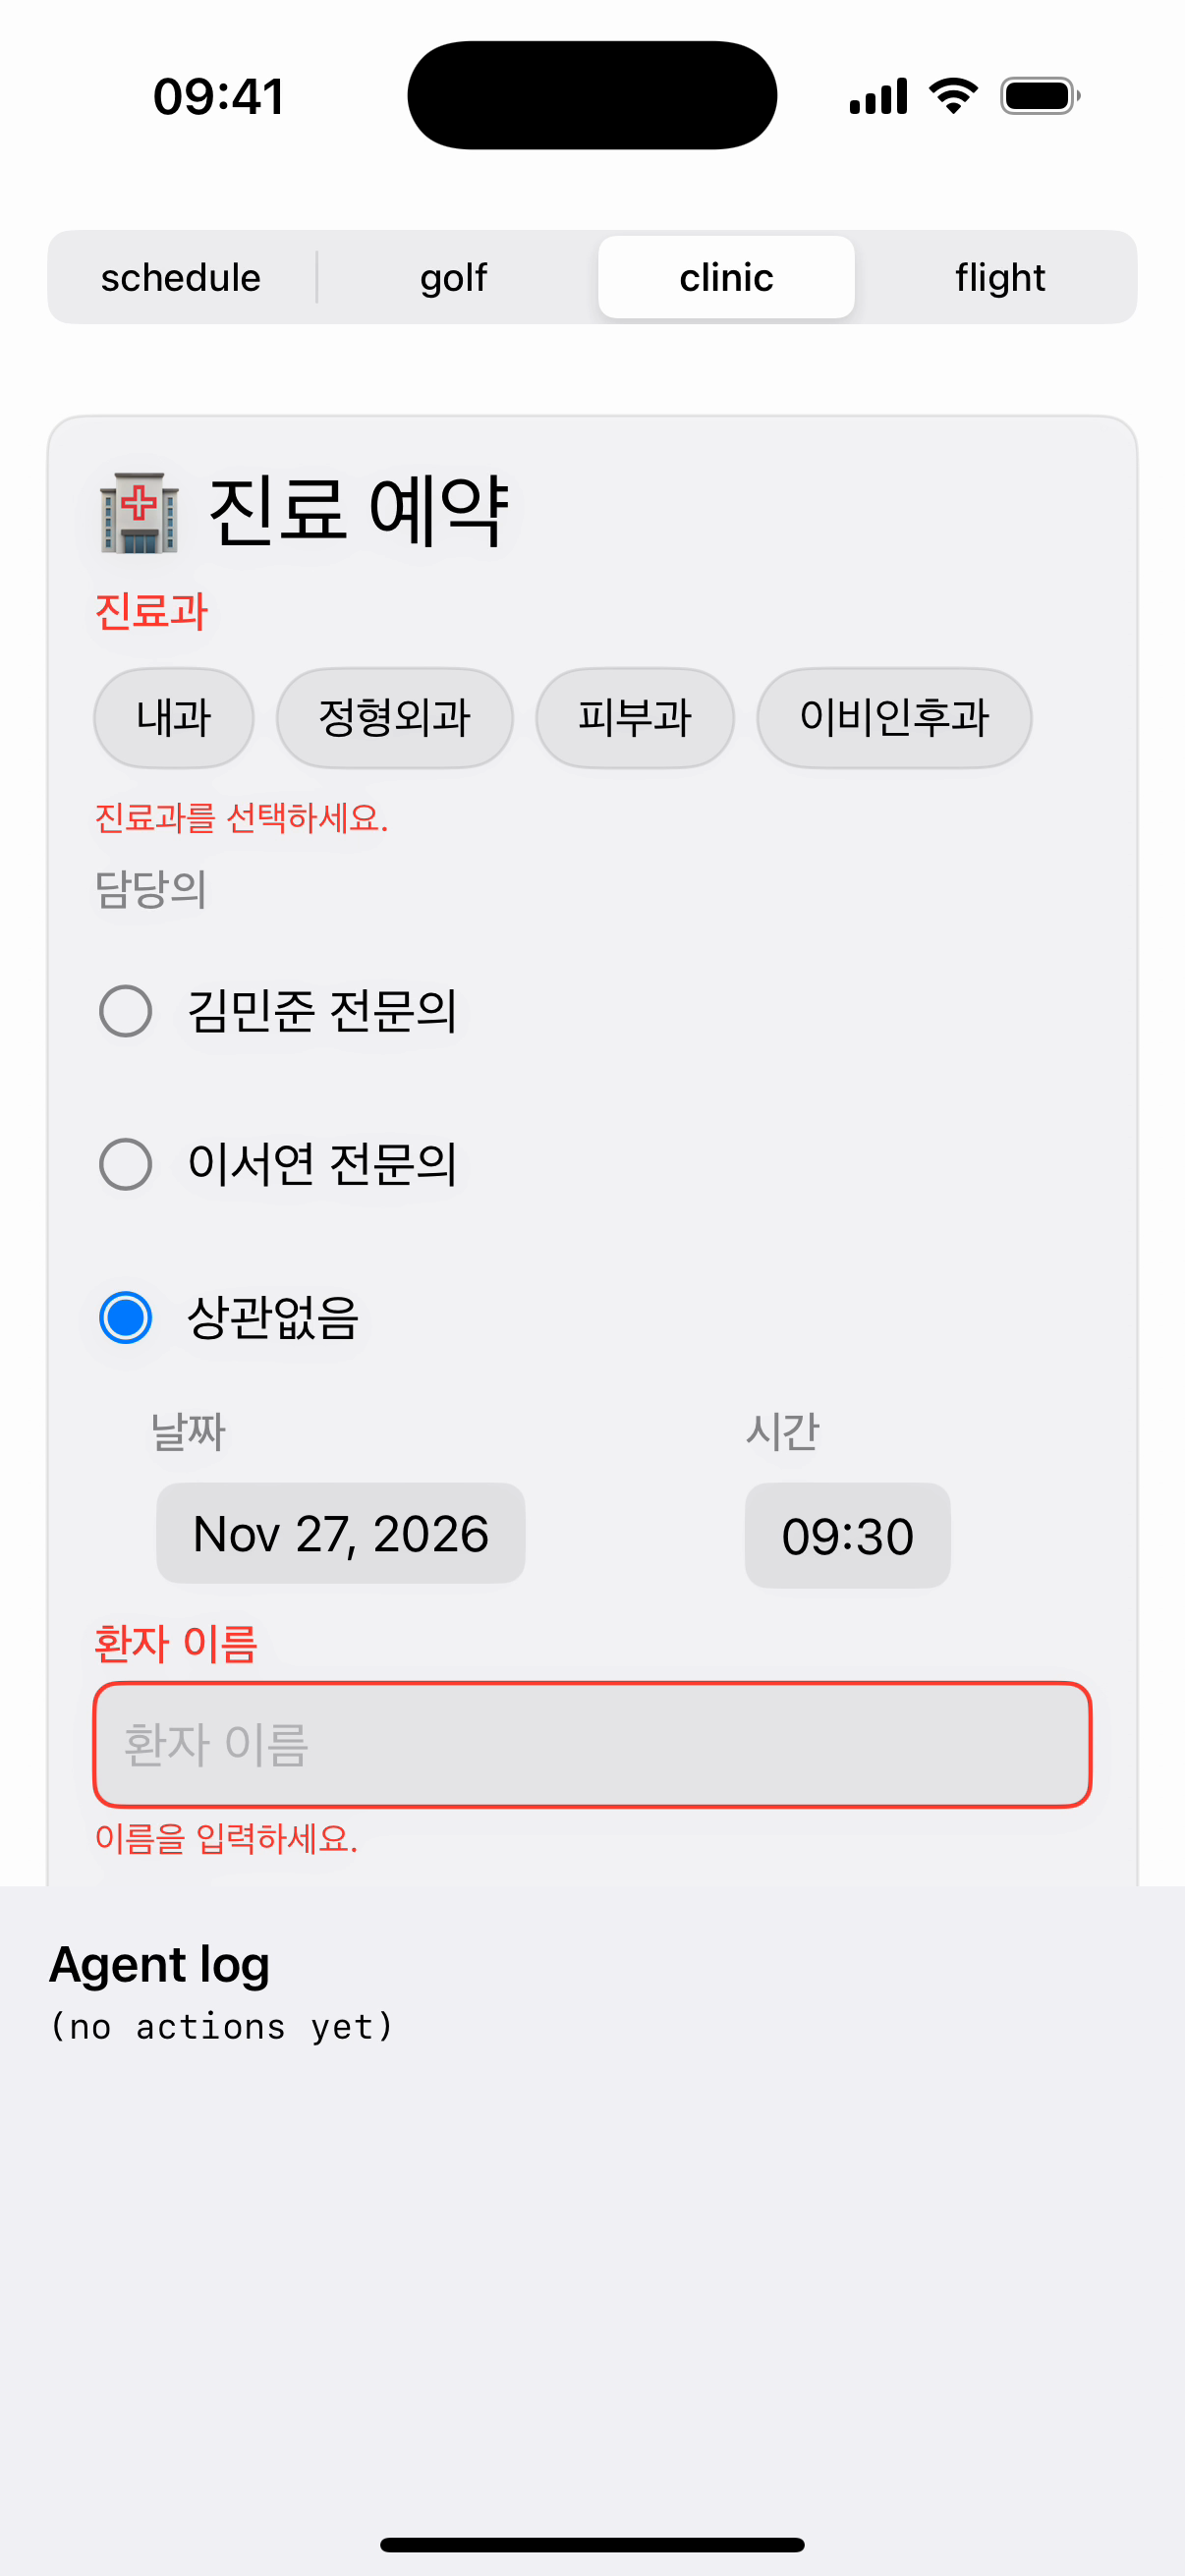 09:41
schedule golf clinic flight
진료 예약
진료과
내과 정형외과 피부과 이비인후과
진료과를 선택하세요.
담당의
김민준 전문의
이서연 전문의
상관없음
날짜 시간
Nov 27, 2026 09:30
환자 이름
환자 이름
이름을 입력하세요.
Agent log
(no actions yet)